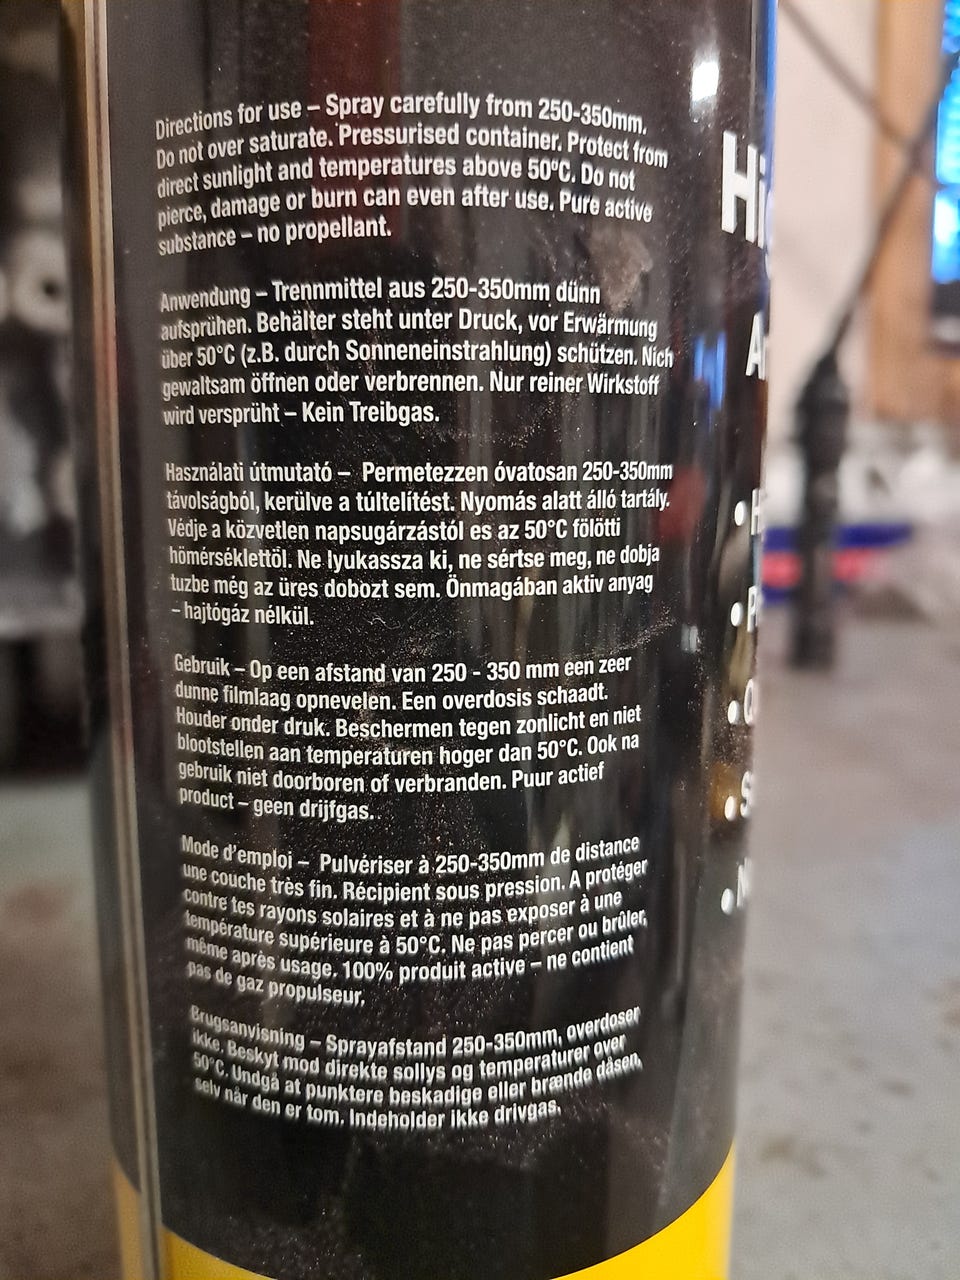 Directions for use – Spray carefully from 250-350mm.
Do not over saturate. Pressurised container. Protect from
direct sunlight and temperatures above 50ºC. Do not
pierce, damage or burn can even after use. Pure active
substance – no propellant.
Anwendung – Trennmittel aus 250-350mm dünn
aufsprühen. Behälter steht unter Druck, vor Erwärmung
über 50°C (z.B. durch Sonneneinstrahlung) schützen. Nich
gewaltsam öffnen oder verbrennen. Nur reiner Wirkstoff
wird versprüht – Kein Treibgas.
Használati útmutató – Permetezzen óvatosan 250-350mm
távolságból, kerülve a túltelítést. Nyomás alatt álló tartály.
Védje a közvetlen napsugárzástól es az 50°C fölötti
hömérséklettöl. Ne lyukassza ki, ne sértse meg, ne dobja
tuzbe még az üres dobozt sem. Önmagában aktiv anyag
– hajtógáz nélkül.
Gebruik – Op een afstand van 250 - 350 mm een zeer
dunne filmlaag opnevelen. Een overdosis schaadt.
Houder onder druk. Beschermen tegen zonlicht en niet
blootstellen aan temperaturen hoger dan 50°C. Ook na
gebruik niet doorboren of verbranden. Puur actief
product – geen drijfgas.
Mode d'emploi – Pulvériser à 250-350mm de distance
une couche très fin. Récipient sous pression. A protéger
contre tes rayons solaires et à ne pas exposer à une
température supérieure à 50°C. Ne pas percer ou brûler,
même après usage. 100% produit active – ne contient
pas de gaz propulseur.
Brugsanvisning – Sprayafstand 250-350mm, overdoser
ikke. Beskyt mod direkte sollys og temperaturer over
50°C. Undgå at punktere beskadige eller brænde dåsen,
selv når den er tom. Indeholder ikke drivgas.